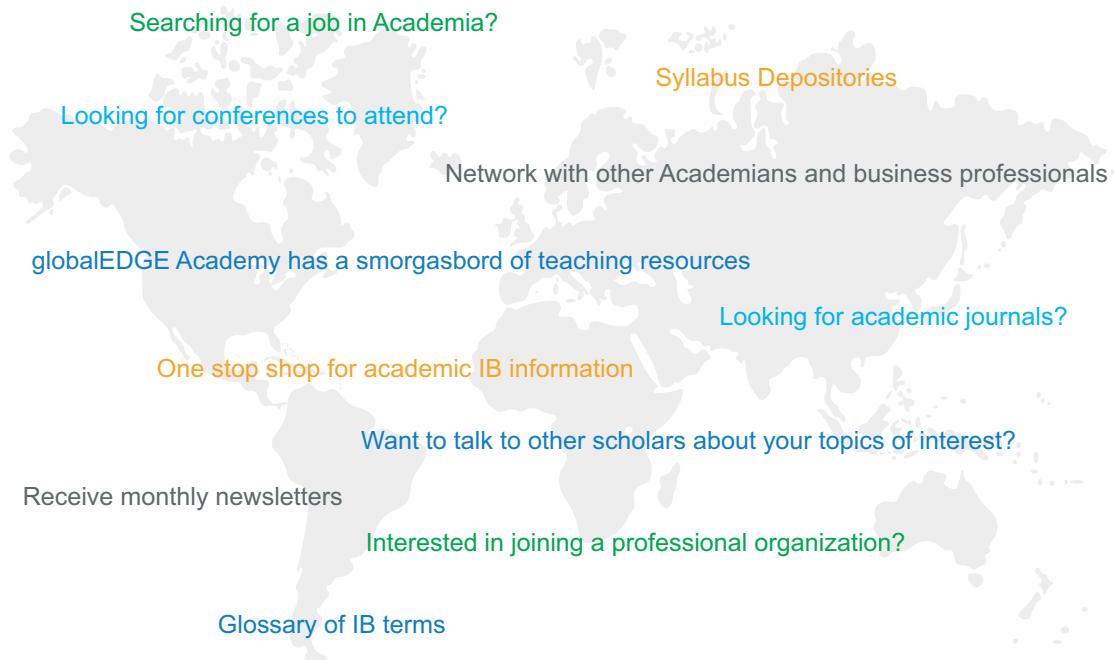 Searching for a job in Academia?
Syllabus Depositories
Looking for conferences to attend?
Network with other Academians and business professionals
globalEDGE Academy has a smorgasbord of teaching resources
Looking for academic journals?
One stop shop for academic IB information
Want to talk to other scholars about your topics of interest?
Receive monthly newsletters
Interested in joining a professional organization?
Glossary of IB terms